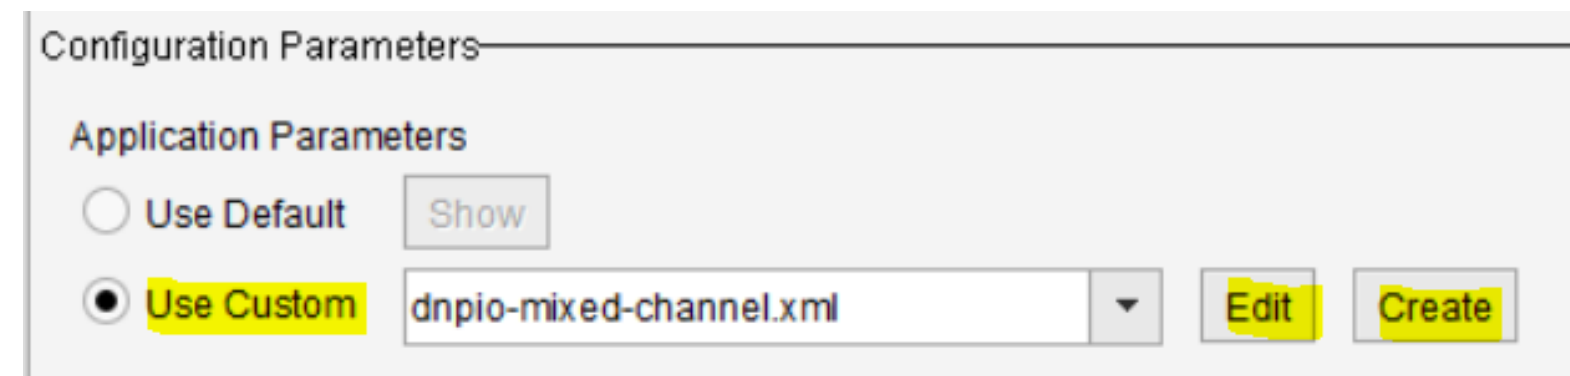 Configuration Parameters
Application Parameters
Use Default Show
Use Custom dnpio-mixed-channel.xml Edit Create